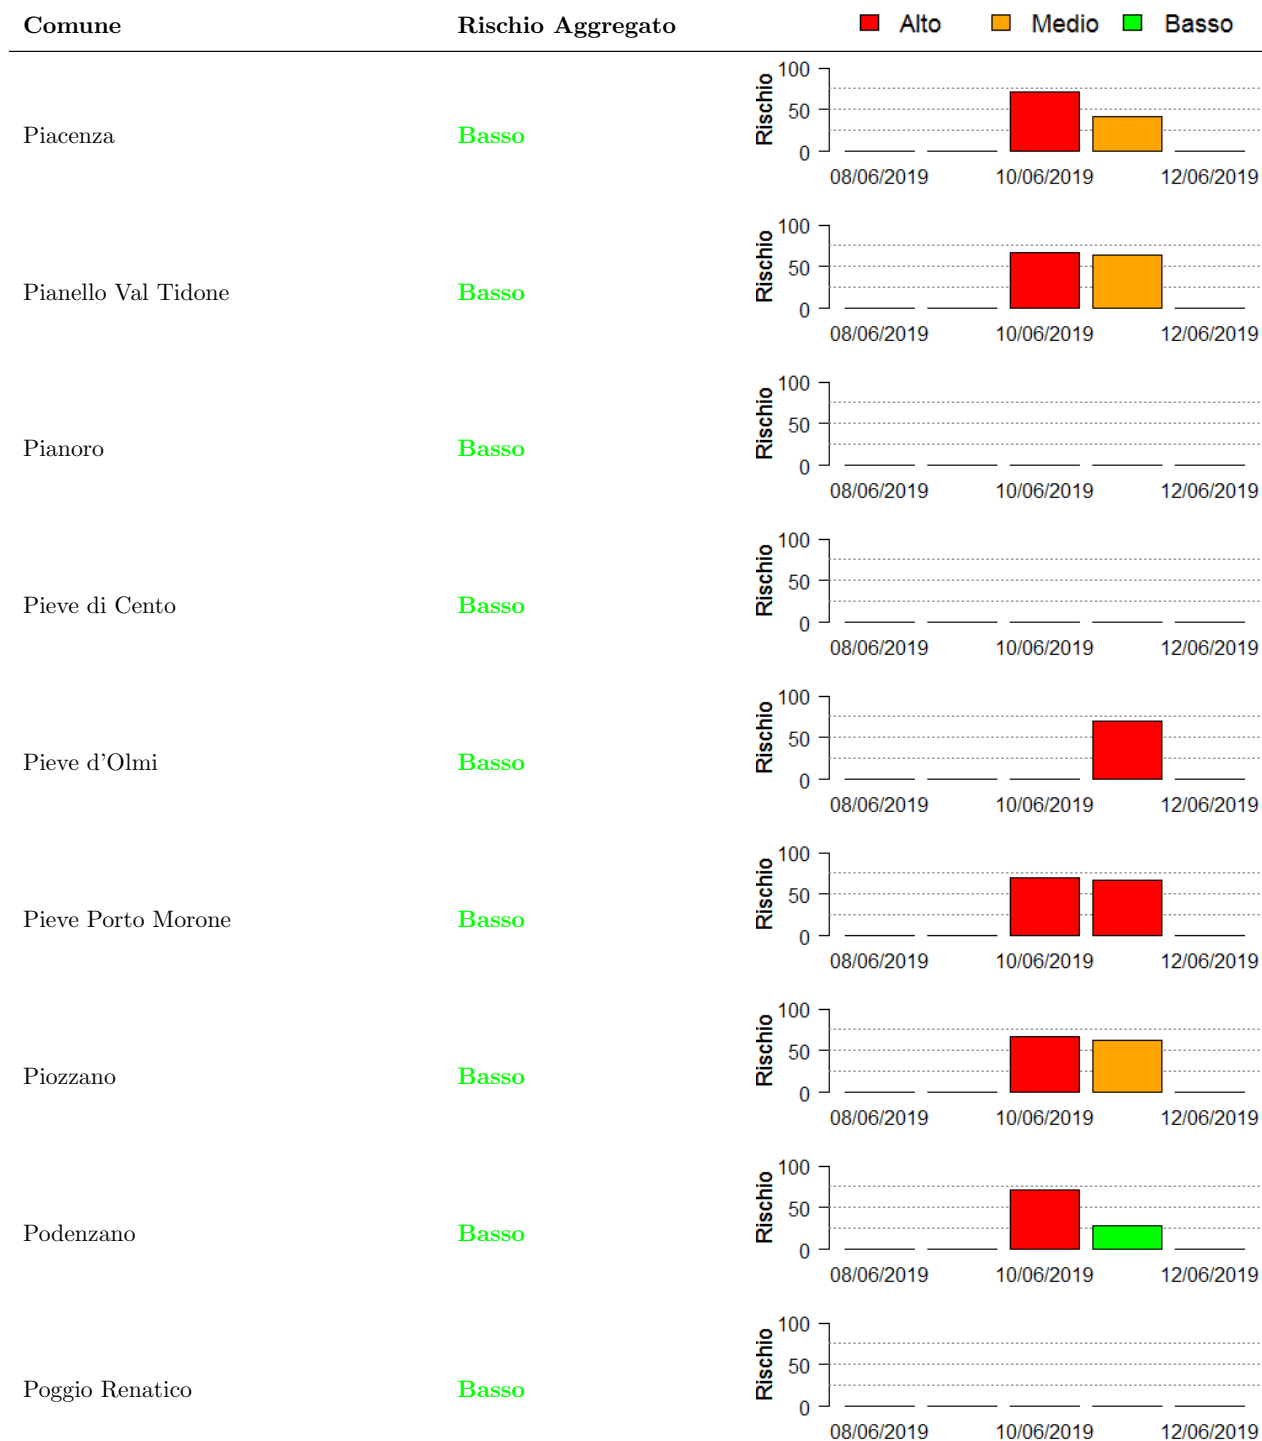 Comune Rischio Aggregato Alto Medio Basso
100
50
0
Rischio
Piacenza Basso
08/06/2019 10/06/2019 12/06/2019
100
50
0
Rischio
Pianello Val Tidone Basso
08/06/2019 10/06/2019 12/06/2019
100
50
0
Rischio
Pianoro Basso
08/06/2019 10/06/2019 12/06/2019
100
50
0
Rischio
Pieve di Cento Basso
08/06/2019 10/06/2019 12/06/2019
100
50
0
Rischio
Pieve d'Olmi Basso
08/06/2019 10/06/2019 12/06/2019
100
50
0
Rischio
Pieve Porto Morone Basso
08/06/2019 10/06/2019 12/06/2019
100
50
0
Rischio
Piozzano Basso
08/06/2019 10/06/2019 12/06/2019
100
50
0
Rischio
Podenzano Basso
08/06/2019 10/06/2019 12/06/2019
100
50
0
Rischio
Poggio Renatico Basso
08/06/2019 10/06/2019 12/06/2019